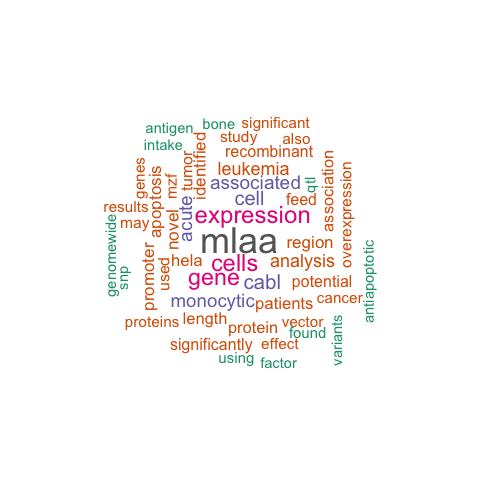 antigen
bone
significant
intake
study
also
recombinant
genes
mzf
tumor
identified
leukemia
apoptosis
associated
qtl
association
overexpression
results
acute
cell
feed
may
novel
expression
genomewide
snp
mlaa
region
promoter
used
hela
cells
analysis
antiapoptotic
gene
cabl
potential
monocytic
patients
cancer
proteins
length
protein
vector
found
variants
significantly
effect
using
factor